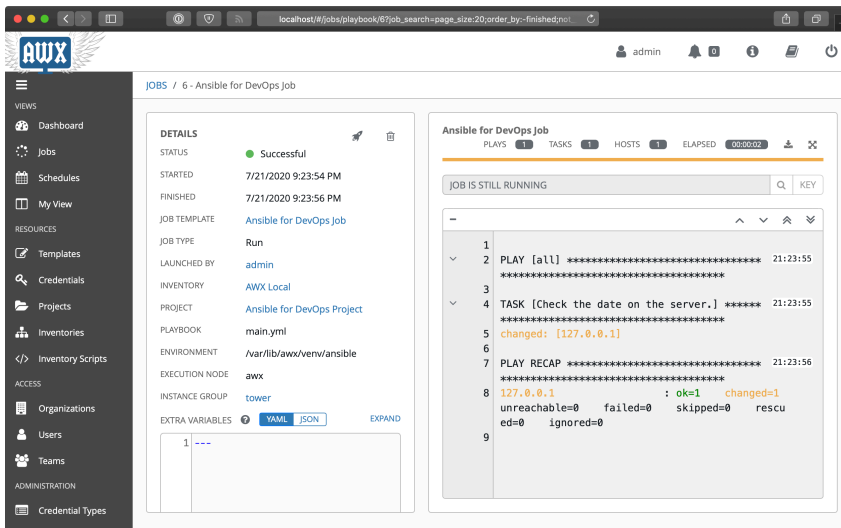 localhost/#/jobs/playbook/6?job_search=page_size:20;order_by:-finished;not_
AWX
admin
0
JOBS / 6 - Ansible for DevOps Job
VIEWS
Dashboard
Jobs
Schedules
My View
RESOURCES
Templates
Credentials
Projects
Inventories
Inventory Scripts
ACCESS
Organizations
Users
Teams
ADMINISTRATION
Credential Types
DETAILS
STATUS Successful
STARTED 7/21/2020 9:23:54 PM
FINISHED 7/21/2020 9:23:56 PM
JOB TEMPLATE Ansible for DevOps Job
JOB TYPE Run
LAUNCHED BY admin
INVENTORY AWX Local
PROJECT Ansible for DevOps Project
PLAYBOOK main.yml
ENVIRONMENT /var/lib/awx/venv/ansible
EXECUTION NODE awx
INSTANCE GROUP tower
EXTRA VARIABLES YAML JSON EXPAND
1 ---
Ansible for DevOps Job
PLAYS 1 TASKS 1 HOSTS 1 ELAPSED 00:00:02
JOB IS STILL RUNNING KEY
1
2 PLAY [all] ******************************** 21:23:55
*************************************
3
4 TASK [Check the date on the server.] ****** 21:23:55
*************************************
5 changed: [127.0.0.1]
6
7 PLAY RECAP ******************************** 21:23:56
*************************************
8 127.0.0.1 : ok=1 changed=1
unreachable=0 failed=0 skipped=0 rescu
ed=0 ignored=0
9